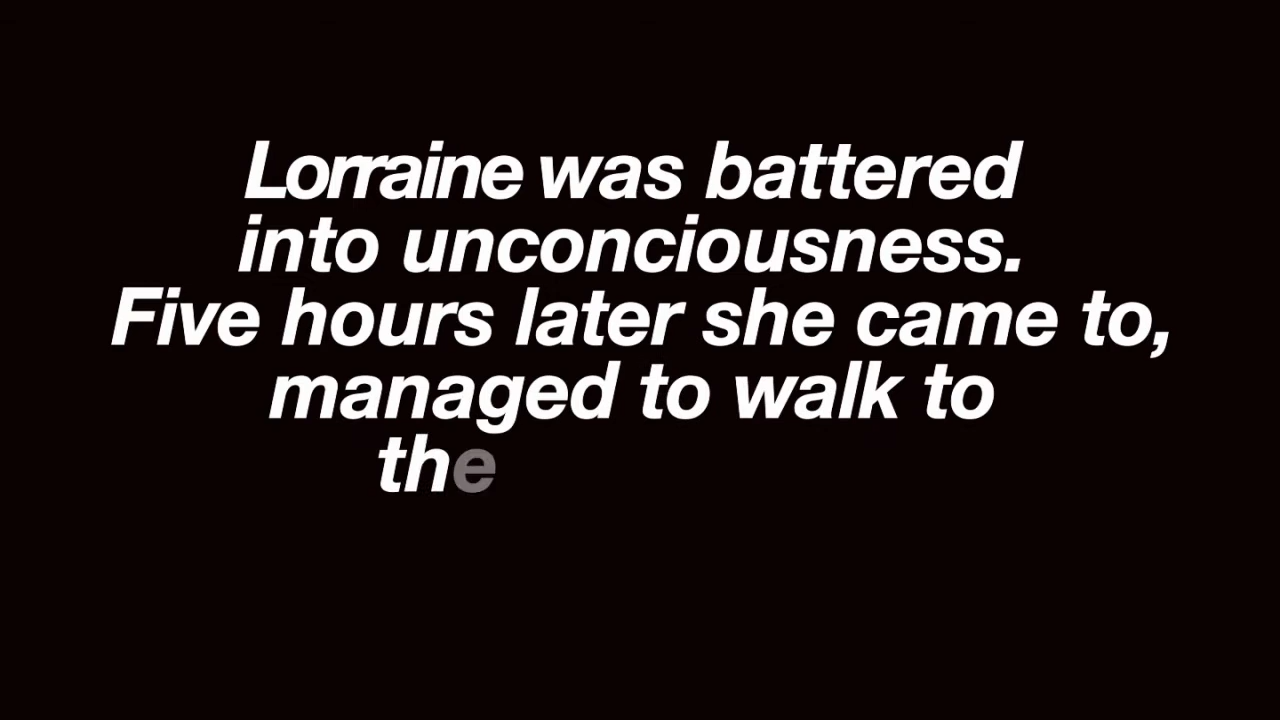 Lorraine was battered
into unconciousness.
Five hours later she came to,
managed to walk to
the